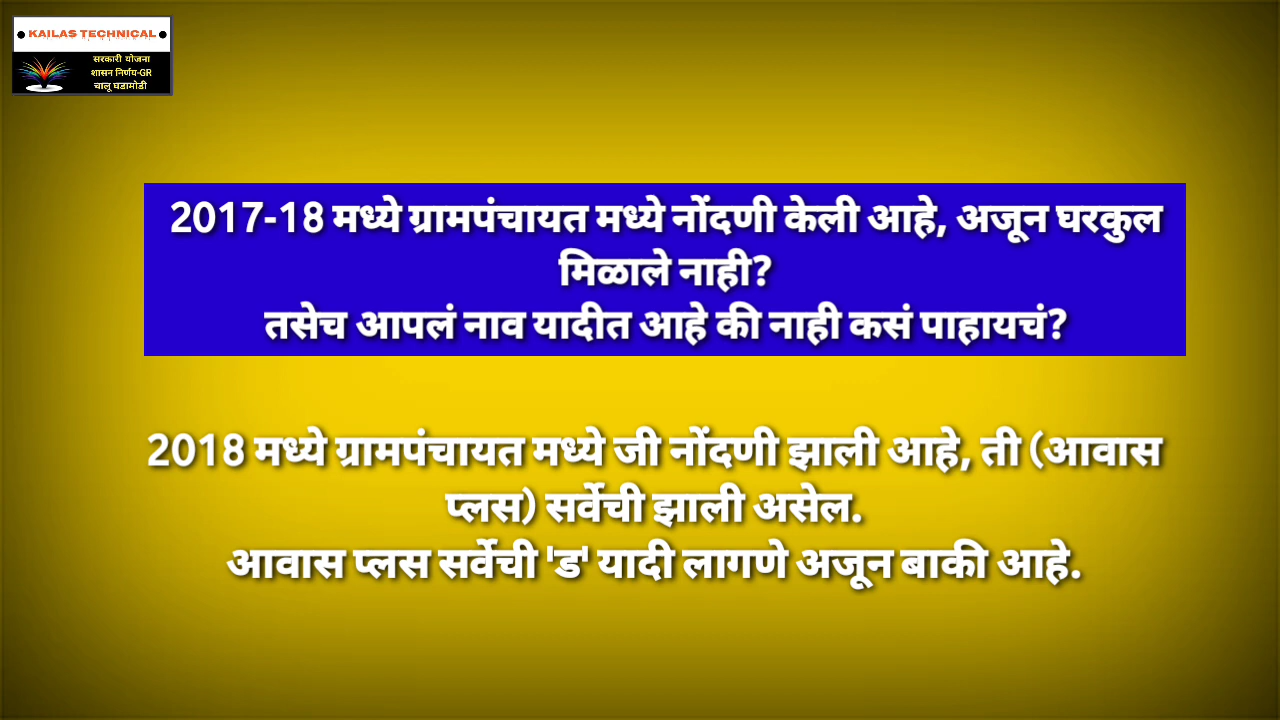 KAILAS TECHNICAL
सरकारी योजना
शासन निर्णय-GR
चालू घडामोडी
2017-18 मध्ये ग्रामपंचायत मध्ये नोंदणी केली आहे, अजून घरकुल
मिळाले नाही?
तसेच आपलं नाव यादीत आहे की नाही कसं पाहायचं?
2018 मध्ये ग्रामपंचायत मध्ये जी नोंदणी झाली आहे, ती (आवास
प्लस) सर्वेची झाली असेल.
आवास प्लस सर्वेची 'ड' यादी लागणे अजून बाकी आहे.